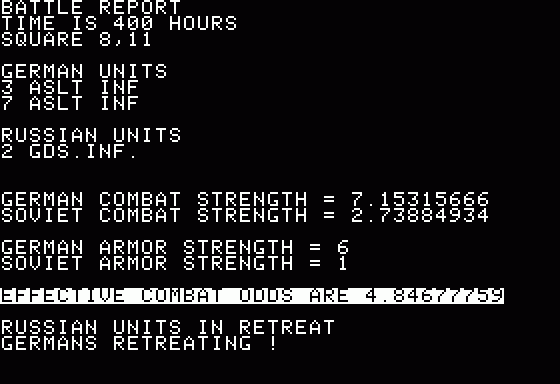 BATTLE REPORT
TIME IS 400 HOURS
SQUARE 8,11
GERMAN UNITS
3 ASLT INF
7 ASLT INF
RUSSIAN UNITS
2 GDS.INF.
GERMAN COMBAT STRENGTH = 7.15315666
SOVIET COMBAT STRENGTH = 2.73884934
GERMAN ARMOR STRENGTH = 6
SOVIET ARMOR STRENGTH = 1
EFFECTIVE COMBAT ODDS ARE 4.84677759
RUSSIAN UNITS IN RETREAT
GERMANS RETREATING !